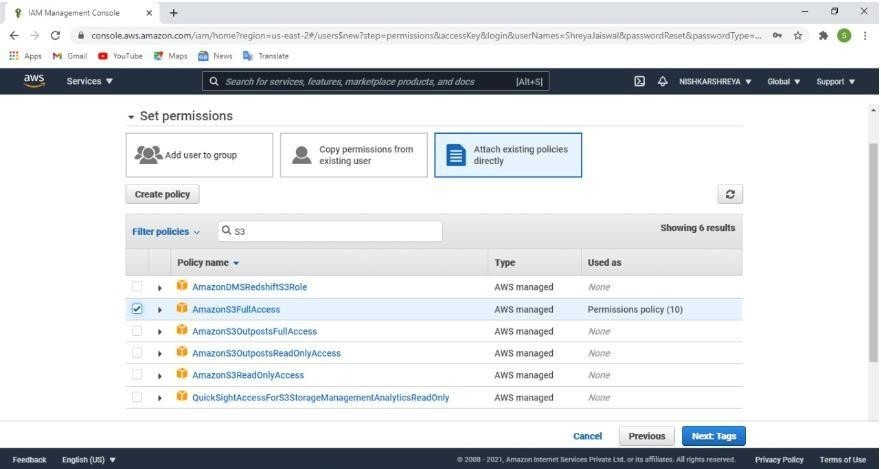 IAM Management Console
console.aws.amazon.com/iam/home?region=us-east-2#/users$new?step=permissions&accessKey&login&userNames=ShreyaJaiswal&passwordReset&passwordType=...
S
Apps Gmail YouTube Maps News Translate
aws Services Search for services, features, marketplace products, and docs [Alt+S] NISHKARSHREYA Global Support
Set permissions
Add user to group
Copy permissions from
existing user
Attach existing policies
directly
Create policy
Filter policies S3 Showing 6 results
Policy name Type Used as
AmazonDMSRedshiftS3Role AWS managed None
AmazonS3FullAccess AWS managed Permissions policy (10)
AmazonS3OutpostsFullAccess AWS managed None
AmazonS3OutpostsReadOnlyAccess AWS managed None
AmazonS3ReadOnlyAccess AWS managed None
QuickSightAccessForS3StorageManagementAnalyticsReadOnly AWS managed None
Cancel Previous Next: Tags
Feedback English (US) © 2008 - 2021, Amazon Internet Services Private Ltd. or its affiliates. All rights reserved. Privacy Policy Terms of Use